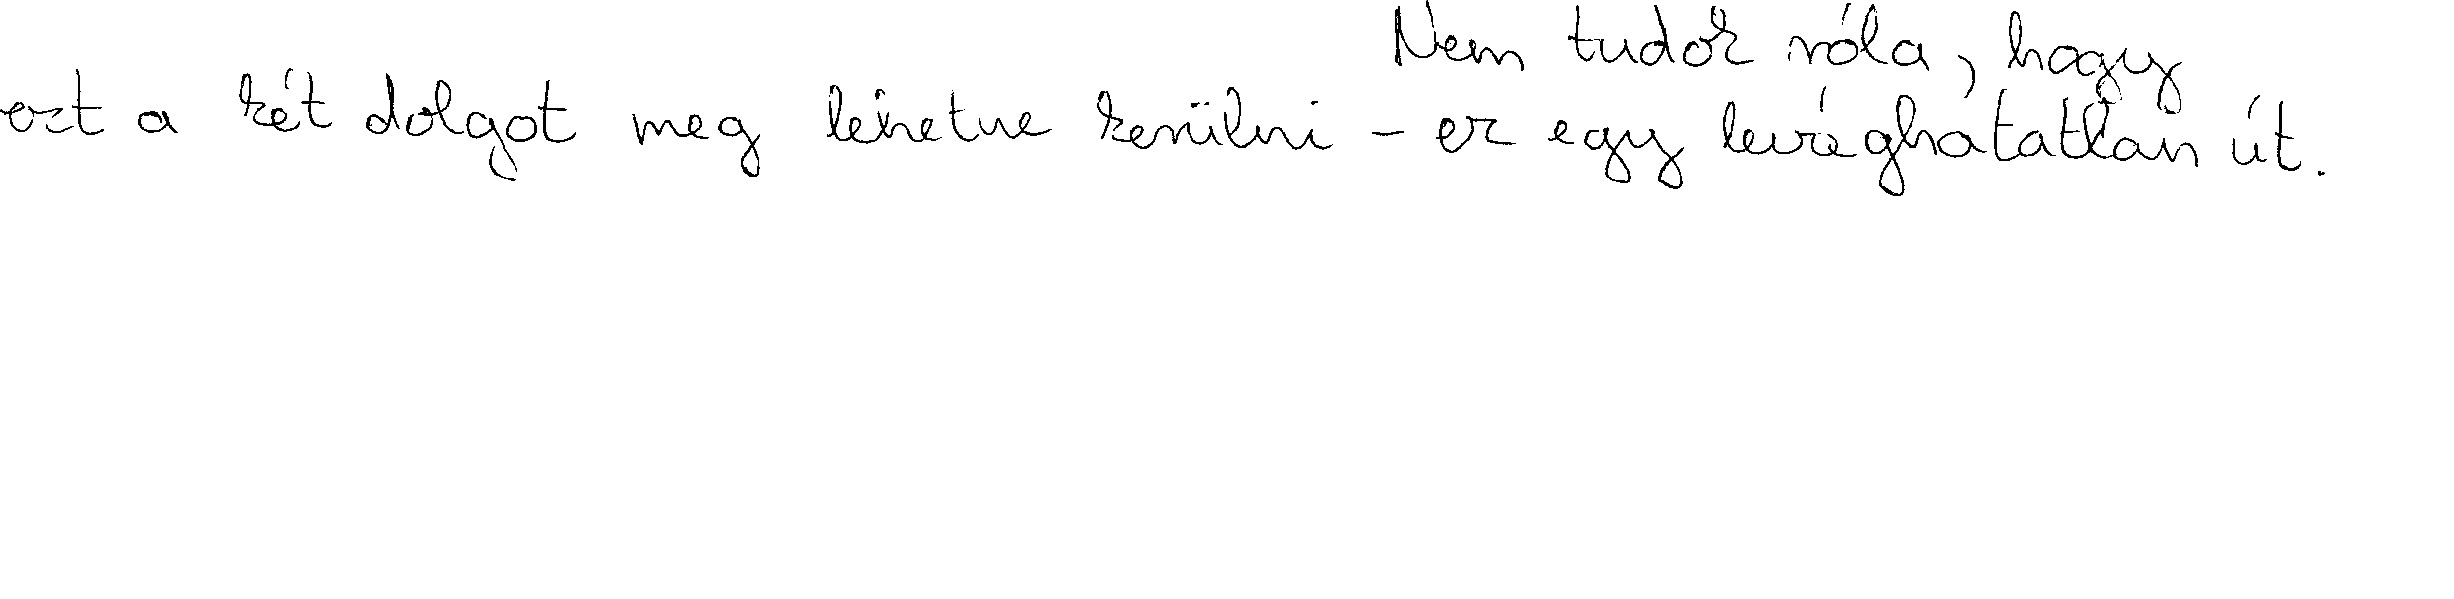 Nem tudok róla, hogy
ezt a két dolgot meg lehetne kerülni – ez egy levághatatlan út.